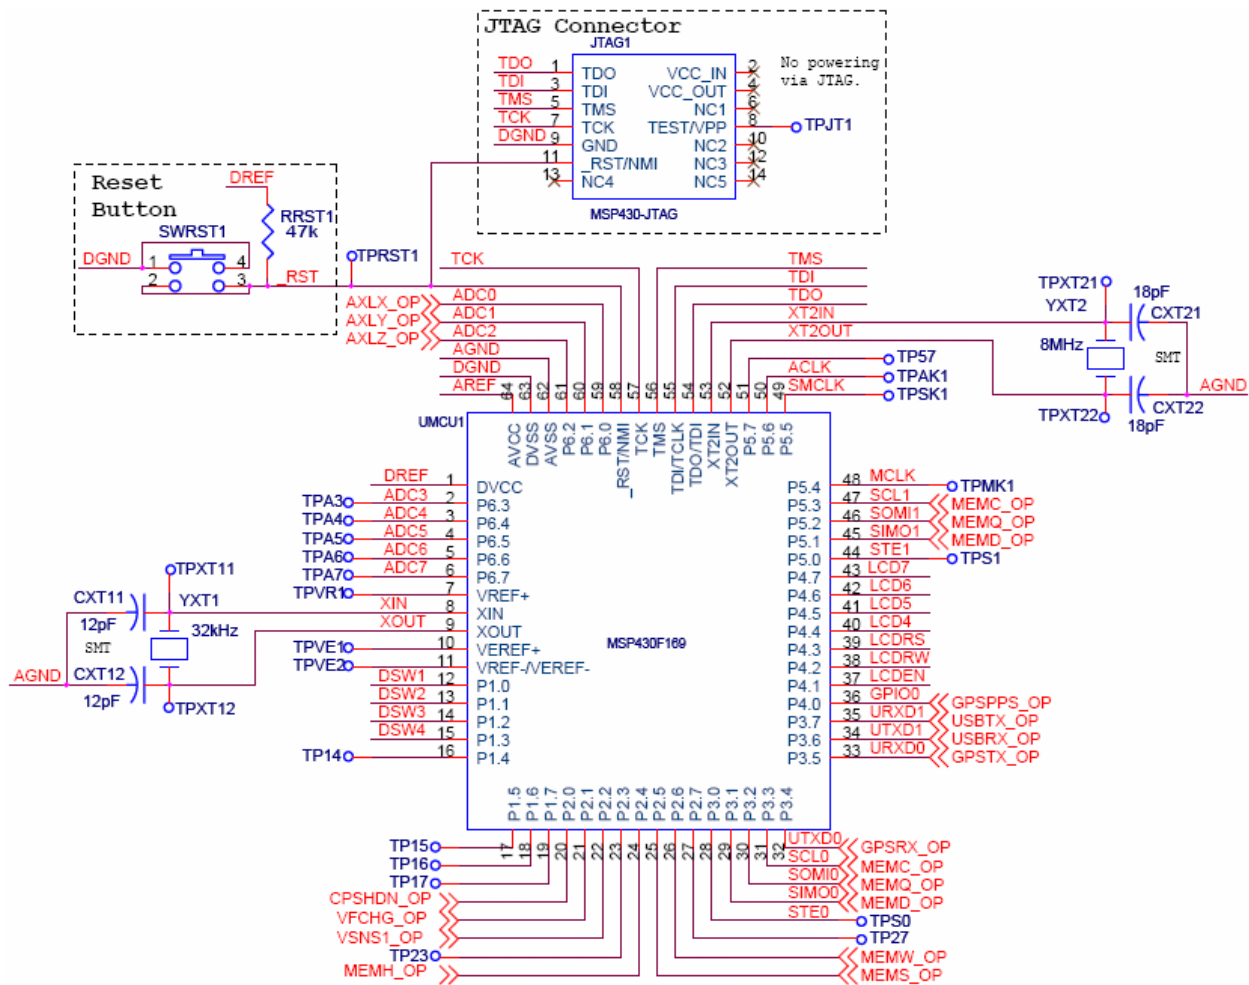 JTAG Connector
JTAG1
TDO 1 TDO VCC_IN 2
TDI 3 TDI VCC_OUT 4
TMS 5 TMS NC1 6
TCK 7 TCK TEST/VPP 8 TPJT1
DGND 9 GND NC2 10
11 _RST/NMI NC3 12
13 NC4 NC5 14
MSP430-JTAG
No powering
via JTAG.
Reset
Button
DREF
RRST1
47k
SWRST1
DGND 1 4
2 3 _RST
TPRST1
TCK
AXLX_OP ADC0
AXLY_OP ADC1
AXLZ_OP ADC2
AGND
DGND
AREF
TMS
TDI
TDO
XT2IN
XT2OUT
TP57
ACLK TPAK1
SMCLK TPSK1
TPXT21
YXT2
18pF
CXT21
8MHz
SMT
AGND
TPXT22
CXT22
18pF
64 63 62 61 60 59 58 57 56 55 54 53 52 51 50 49
UMCU1
AVCC DVSS AVSS P6.2 P6.1 P6.0 _RST/NMI TCK TMS TDI/TCLK TDO/TDI XT2IN XT2OUT P5.7 P5.6 P5.5
DREF 1 DVCC
TPA3 ADC3 2 P6.3
TPA4 ADC4 3 P6.4
TPA5 ADC5 4 P6.5
TPA6 ADC6 5 P6.6
TPA7 ADC7 6 P6.7
TPVR1 7 VREF+
XIN 8 XIN
XOUT 9 XOUT
TPVE1 10 VEREF+
TPVE2 11 VREF-/VEREF-
DSW1 12 P1.0
DSW2 13 P1.1
DSW3 14 P1.2
DSW4 15 P1.3
TP14 16 P1.4
TPXT11
CXT11
YXT1
12pF
32kHz
SMT
AGND
CXT12
12pF
TPXT12
MSP430F169
P5.4 48 MCLK TPMK1
P5.3 47 SCL1 MEMC_OP
P5.2 46 SOMI1 MEMQ_OP
P5.1 45 SIMO1 MEMD_OP
P5.0 44 STE1 TPS1
P4.7 43 LCD7
P4.6 42 LCD6
P4.5 41 LCD5
P4.4 40 LCD4
P4.3 39 LCDRS
P4.2 38 LCDRW
P4.1 37 LCDEN
P4.0 36 GPIO0 GPSPPS_OP
P3.7 35 URXD1 USBTX_OP
P3.6 34 UTXD1 USBRX_OP
P3.5 33 URXD0 GPSTX_OP
P1.5 P1.6 P1.7 P2.0 P2.1 P2.2 P2.3 P2.4 P2.5 P2.6 P2.7 P3.0 P3.1 P3.2 P3.3 P3.4
17 18 19 20 21 22 23 24 25 26 27 28 29 30 31 32
TP15
TP16
TP17
CPSHDN_OP
VFCHG_OP
VSNS1_OP
TP23
MEMH_OP
UTXD0 GPSRX_OP
SCL0 MEMC_OP
SOMI0 MEMQ_OP
SIMO0 MEMD_OP
STE0 TPS0
TP27
MEMW_OP
MEMS_OP